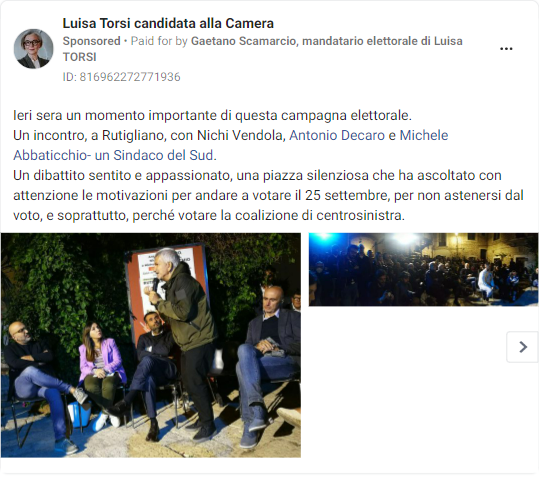 Luisa Torsi candidata alla Camera
Sponsored • Paid for by Gaetano Scamarcio, mandatario elettorale di Luisa
TORSI
ID: 816962272771936
Ieri sera un momento importante di questa campagna elettorale.
Un incontro, a Rutigliano, con Nichi Vendola, Antonio Decaro e Michele
Abbaticchio- un Sindaco del Sud.
Un dibattito sentito e appassionato, una piazza silenziosa che ha ascoltato con
attenzione le motivazioni per andare a votare il 25 settembre, per non astenersi dal
voto, e soprattutto, perché votare la coalizione di centrosinistra.